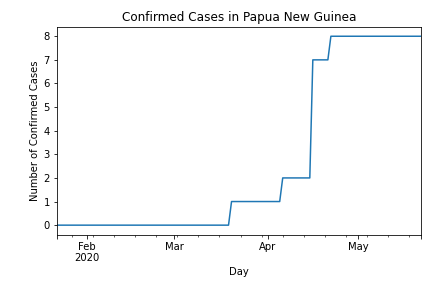 Confirmed Cases in Papua New Guinea
8
7
6
5
4
3
2
1
0
Number of Confirmed Cases
Feb
2020
Mar
Apr
May
Day